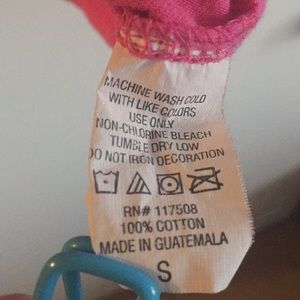 MACHINE WASH COLD
WITH LIKE COLORS
USE ONLY
NON-CHLORINE BLEACH
TUMBLE DRY LOW
DO NOT IRON DECORATION
RN# 117508
100% COTTON
MADE IN GUATEMALA
S